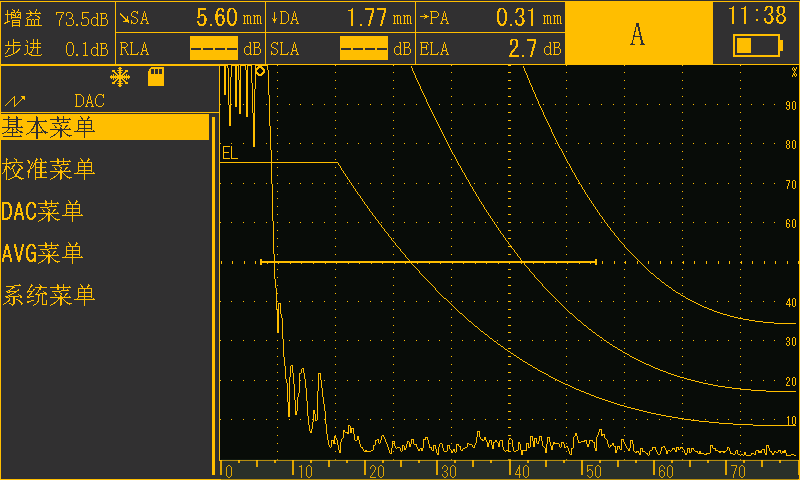 增益 73.5dB ↘SA 5.60 mm ↓DA 1.77 mm →PA 0.31 mm A 11:38
步进 0.1dB RLA ---- dB SLA ---- dB ELA 2.7 dB
DAC
基本菜单
校准菜单
DAC菜单
AVG菜单
系统菜单
EL
%
90
80
70
60
40
30
20
10
0 10 20 30 40 50 60 70